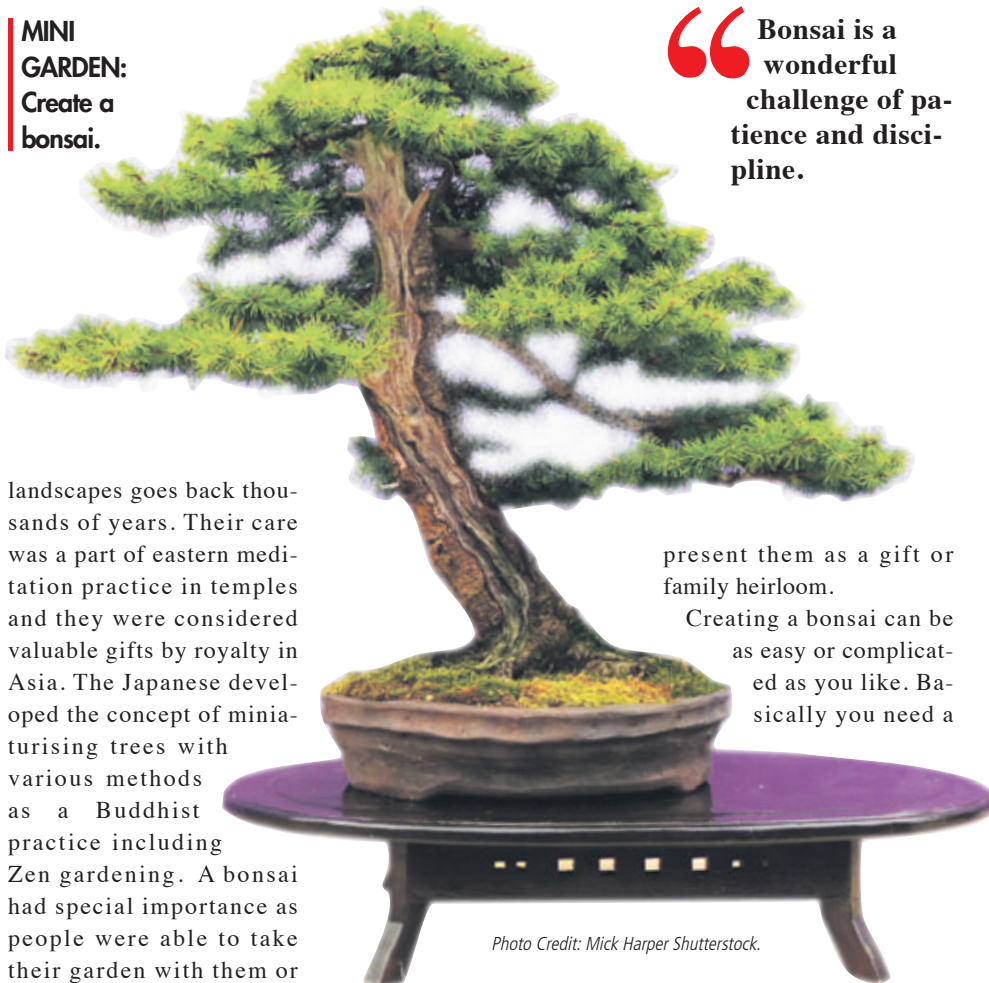 MINI
GARDEN:
Create a
bonsai.
“
Bonsai is a
wonderful
challenge of pa-
tience and disci-
pline.
landscapes goes back thou-
sands of years. Their care
was a part of eastern medi-
tation practice in temples
and they were considered
valuable gifts by royalty in
Asia. The Japanese devel-
oped the concept of minia-
turising trees with
various methods
as a Buddhist
practice including
Zen gardening. A bonsai
had special importance as
people were able to take
their garden with them or
present them as a gift or
family heirloom.
Creating a bonsai can be
as easy or complicat-
ed as you like. Ba-
sically you need a
Photo Credit: Mick Harper Shutterstock.